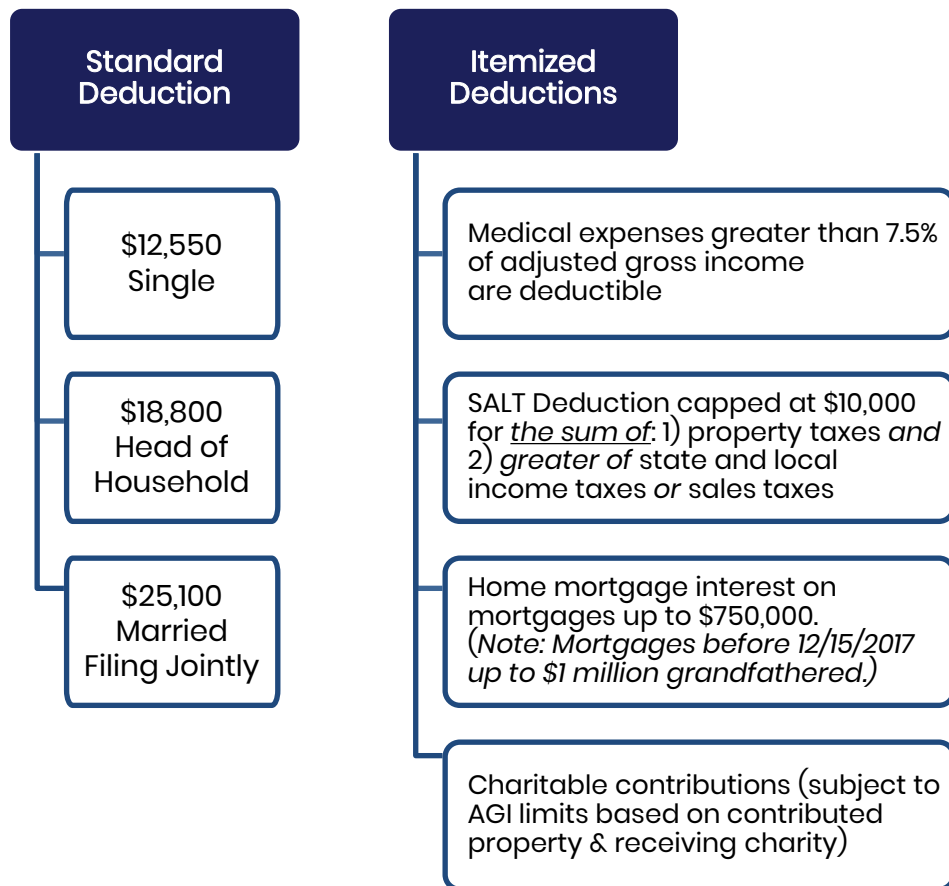 Standard
Deduction
$12,550
Single
$18,800
Head of
Household
$25,100
Married
Filing Jointly
Itemized
Deductions
Medical expenses greater than 7.5%
of adjusted gross income
are deductible
SALT Deduction capped at $10,000
for the sum of: 1) property taxes and
2) greater of state and local
income taxes or sales taxes
Home mortgage interest on
mortgages up to $750,000.
(Note: Mortgages before 12/15/2017
up to $1 million grandfathered.)
Charitable contributions (subject to
AGI limits based on contributed
property & receiving charity)